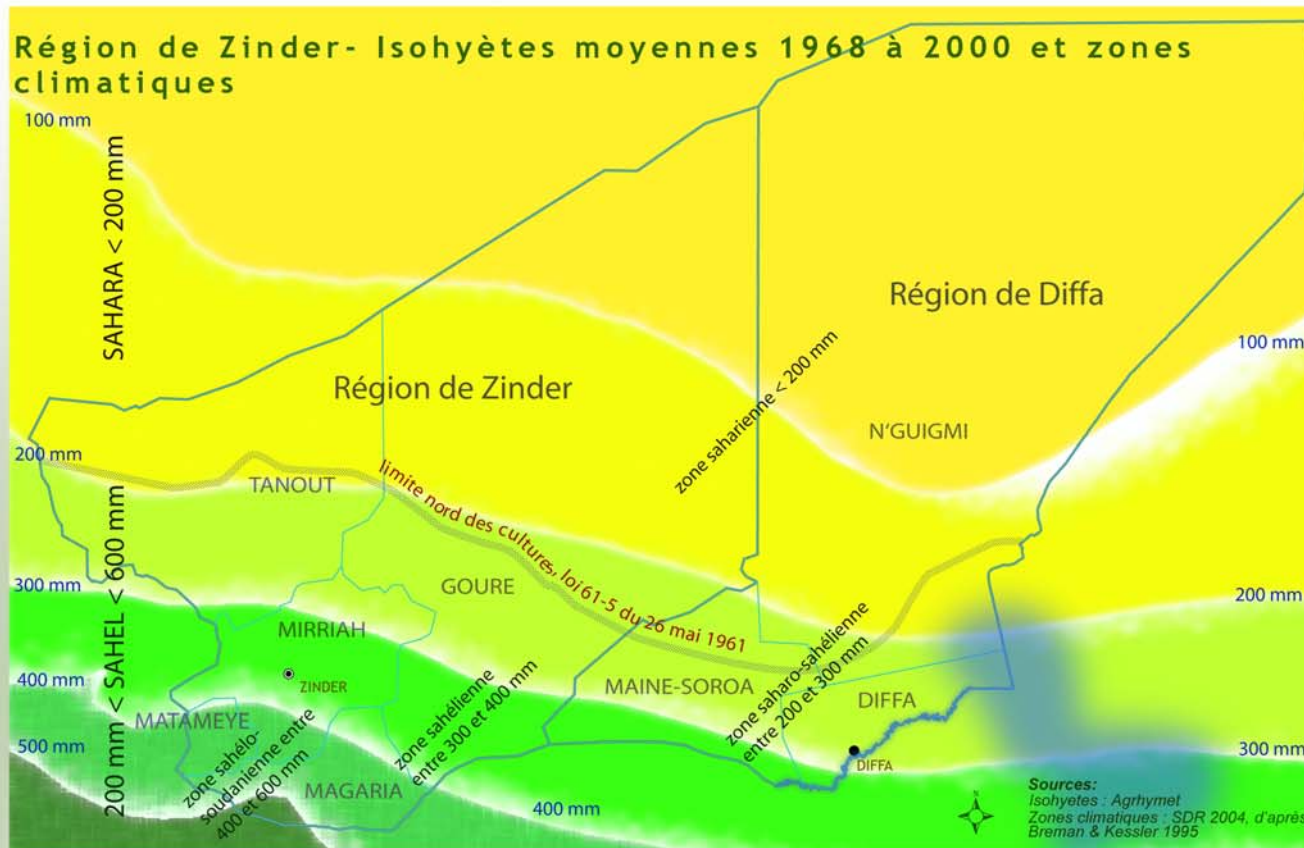 Région de Zinder- Isohyètes moyennes 1968 à 2000 et zones
climatiques
100 mm
SAHARA < 200 mm
Région de Diffa
100 mm
Région de Zinder
zone saharienne < 200 mm
N'GUIGMI
200 mm
TANOUT
limite nord des cultures, loi 61-5 du 26 mai 1961
200 mm < SAHEL < 600 mm
300 mm
GOURE
200 mm
MIRRIAH
400 mm
ZINDER
MAINE-SOROA
DIFFA
MATAMEYE
zone sahélo-
soudanienne entre
400 et 600 mm
zone sahélienne
entre 300 et 400 mm
zone saharo-sahélienne
entre 200 et 300 mm
500 mm
DIFFA
300 mm
MAGARIA
400 mm
N
Sources:
Isohyetes : Agrhymet
Zones climatiques : SDR 2004, d'après
Breman & Kessler 1995